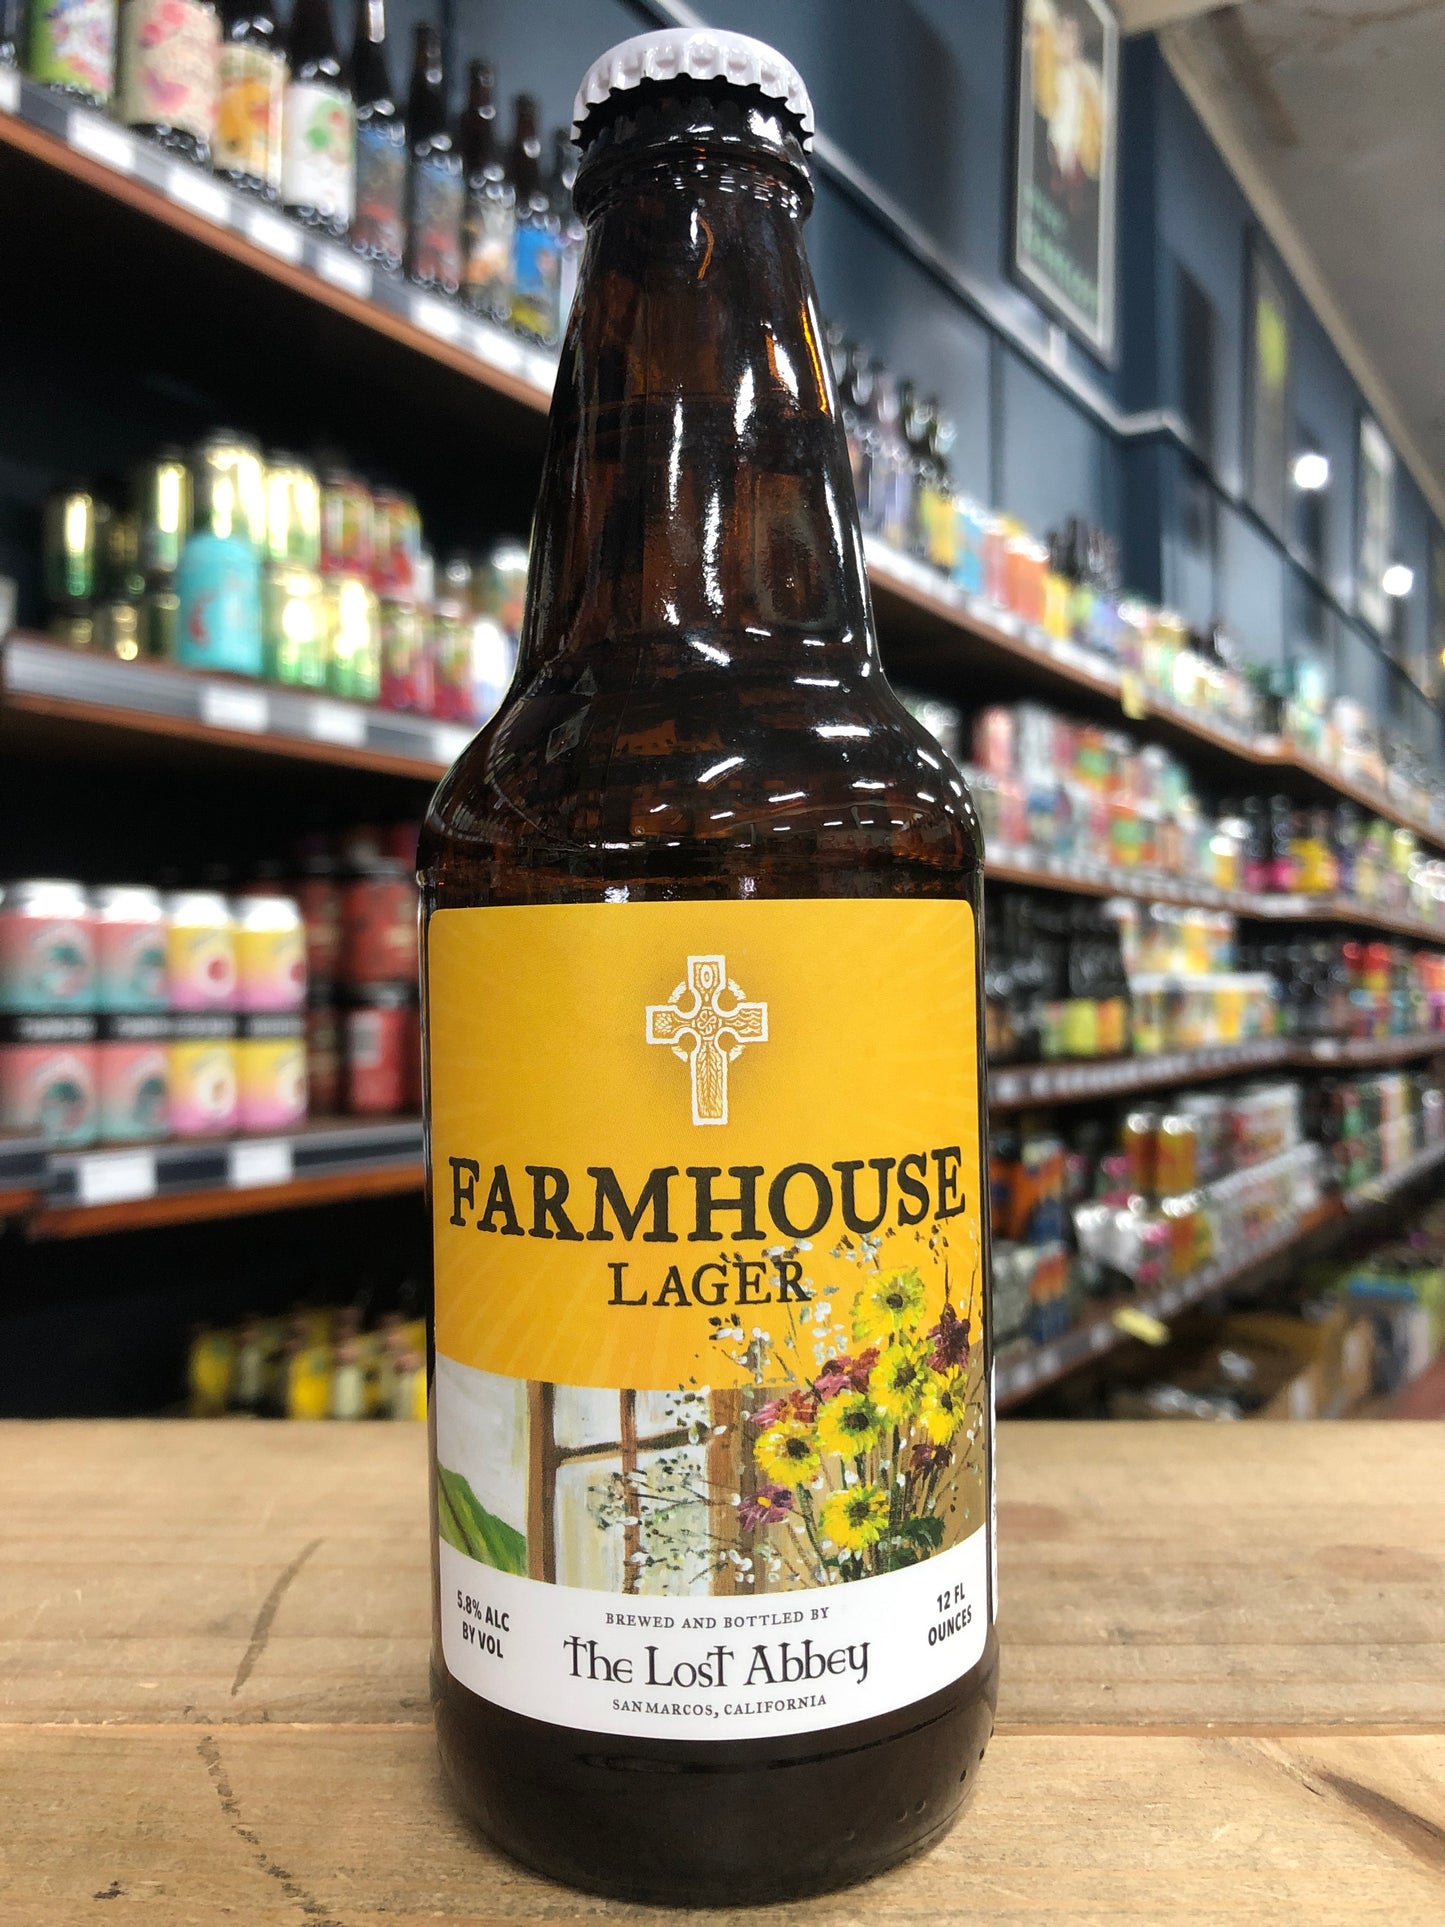 FARMHOUSE
LAGER
5.8% ALC
BY VOL
BREWED AND BOTTLED BY
The Lost Abbey
SAN MARCOS, CALIFORNIA
12 FL
OUNCES